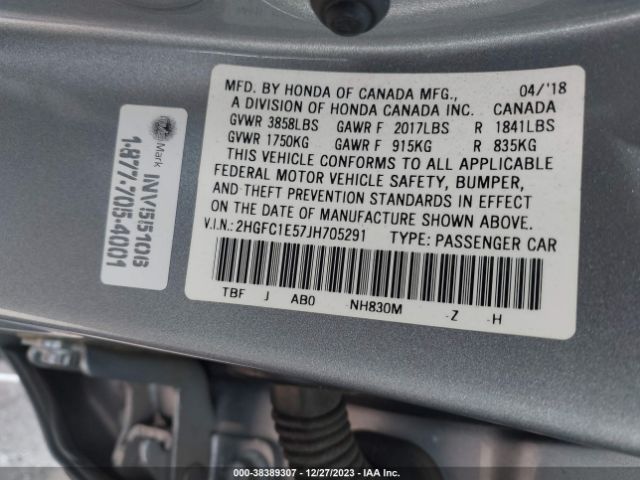 MFD. BY HONDA OF CANADA MFG., 04/'18
A DIVISION OF HONDA CANADA INC. CANADA
GVWR 3858LBS GAWR F 2017LBS R 1841LBS
GVWR 1750KG GAWR F 915KG R 835KG
THIS VEHICLE CONFORMS TO ALL APPLICABLE
FEDERAL MOTOR VEHICLE SAFETY, BUMPER,
AND THEFT PREVENTION STANDARDS IN EFFECT
ON THE DATE OF MANUFACTURE SHOWN ABOVE.
V.I.N.: 2HGFC1E57JH705291 TYPE: PASSENGER CAR
TBF J AB0 -NH830M -Z -H
Mark
INV515106
1-877-705-4001
000-38389307 - 12/27/2023 - IAA Inc.